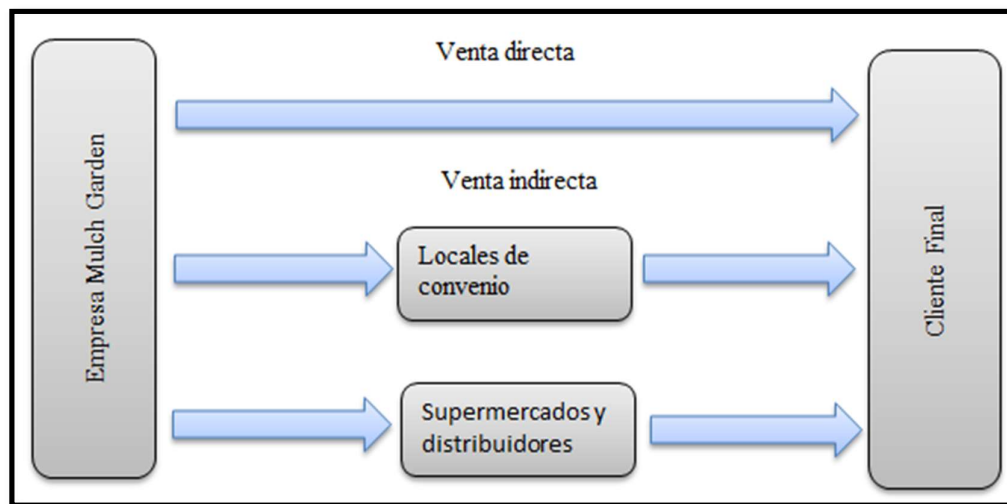 Venta directa
Empresa Mulch Garden
Venta indirecta
Locales de
convenio
Cliente Final
Supermercados y
distribuidores